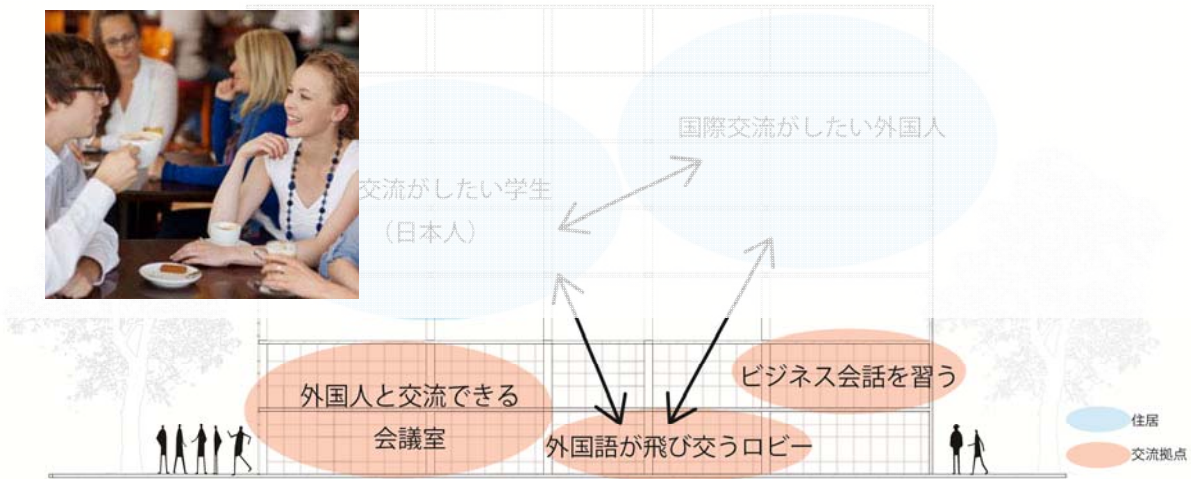 国際交流がしたい外国人
交流がしたい学生
（日本人）
ビジネス会話を習う
外国人と交流できる
会議室
外国語が飛び交うロビー
住居
交流拠点